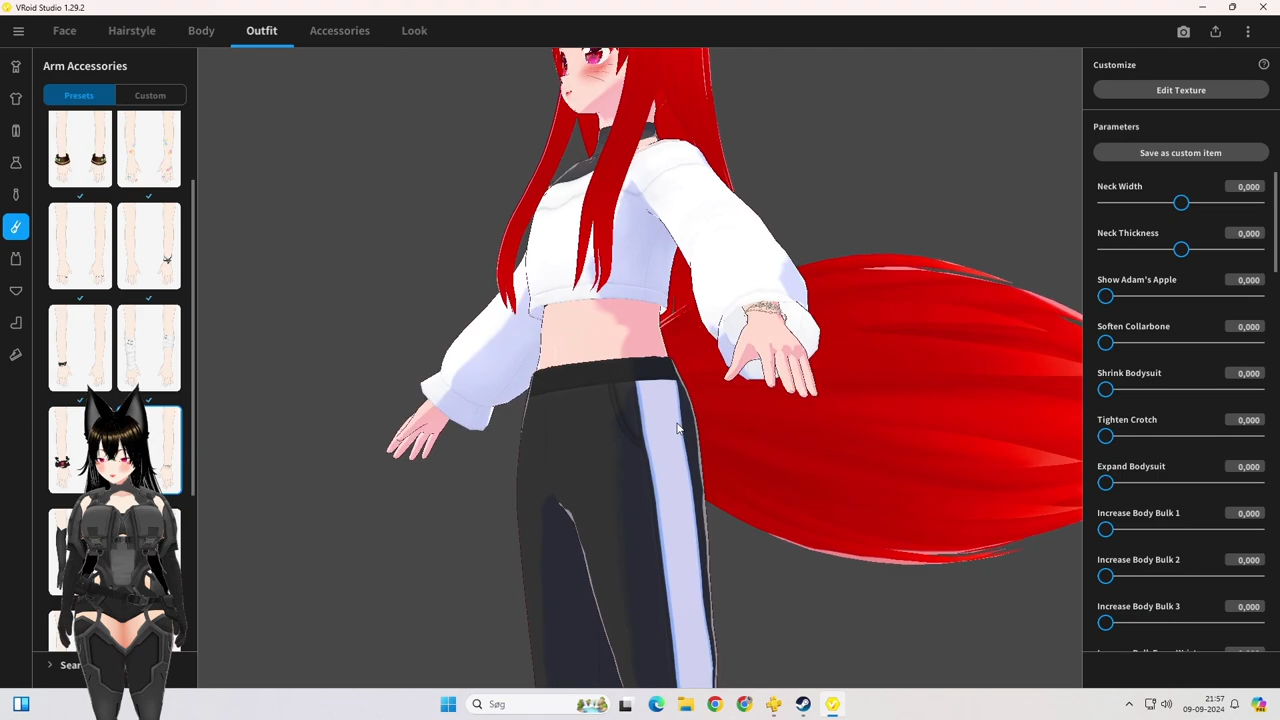 VRoid Studio 1.29.2
Face Hairstyle Body Outfit Accessories Look
Arm Accessories
Presets Custom
Customize
Edit Texture
Parameters
Save as custom item
Neck Width 0,000
Neck Thickness 0,000
Show Adam's Apple 0,000
Soften Collarbone 0,000
Shrink Bodysuit 0,000
Tighten Crotch 0,000
Expand Bodysuit 0,000
Increase Body Bulk 1 0,000
Increase Body Bulk 2 0,000
Increase Body Bulk 3 0,000
Søg
21:57
09-09-2024